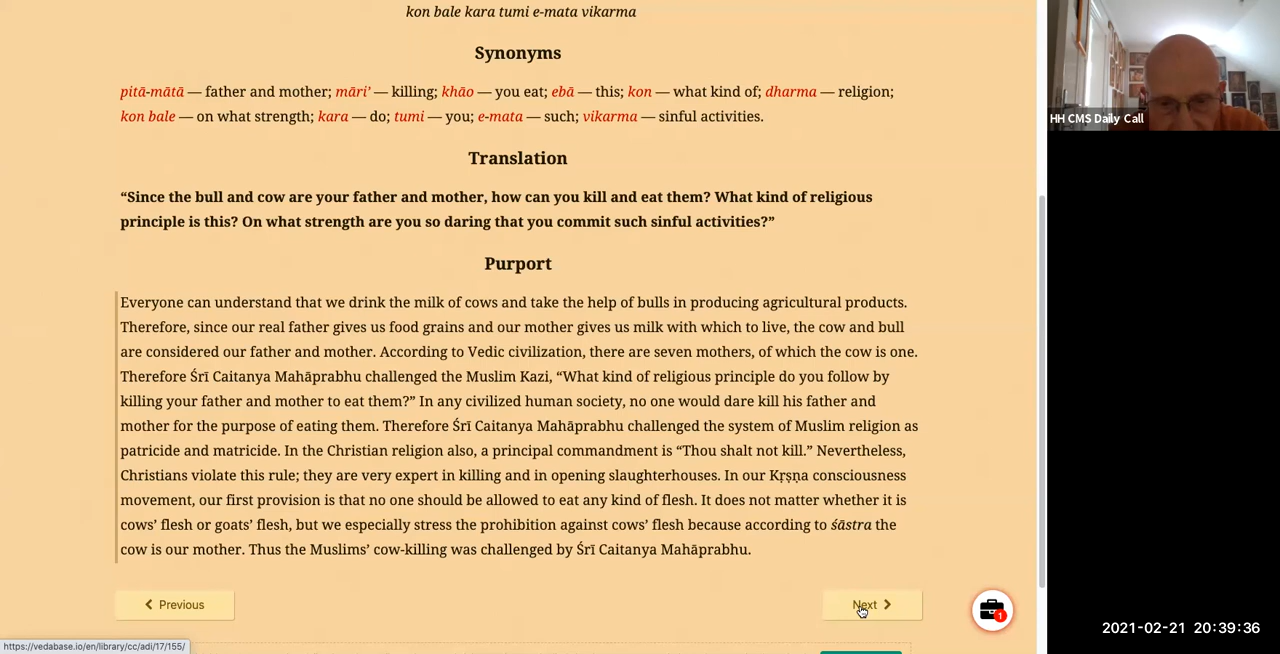 kon bale kara tumi e-mata vikarma
Synonyms
pitā-mātā — father and mother; māri’ — killing; khāo — you eat; ebā — this; kon — what kind of; dharma — religion;
kon bale — on what strength; kara — do; tumi — you; e-mata — such; vikarma — sinful activities.
Translation
“Since the bull and cow are your father and mother, how can you kill and eat them? What kind of religious
principle is this? On what strength are you so daring that you commit such sinful activities?”
Purport
Everyone can understand that we drink the milk of cows and take the help of bulls in producing agricultural products.
Therefore, since our real father gives us food grains and our mother gives us milk with which to live, the cow and bull
are considered our father and mother. According to Vedic civilization, there are seven mothers, of which the cow is one.
Therefore Śrī Caitanya Mahāprabhu challenged the Muslim Kazi, “What kind of religious principle do you follow by
killing your father and mother to eat them?” In any civilized human society, no one would dare kill his father and
mother for the purpose of eating them. Therefore Śrī Caitanya Mahāprabhu challenged the system of Muslim religion as
patricide and matricide. In the Christian religion also, a principal commandment is “Thou shalt not kill.” Nevertheless,
Christians violate this rule; they are very expert in killing and in opening slaughterhouses. In our Kṛṣṇa consciousness
movement, our first provision is that no one should be allowed to eat any kind of flesh. It does not matter whether it is
cows’ flesh or goats’ flesh, but we especially stress the prohibition against cows’ flesh because according to śāstra the
cow is our mother. Thus the Muslims’ cow-killing was challenged by Śrī Caitanya Mahāprabhu.
Previous
Next
1
https://vedabase.io/en/library/cc/adi/17/155/
HH CMS Daily Call
2021-02-21 20:39:36